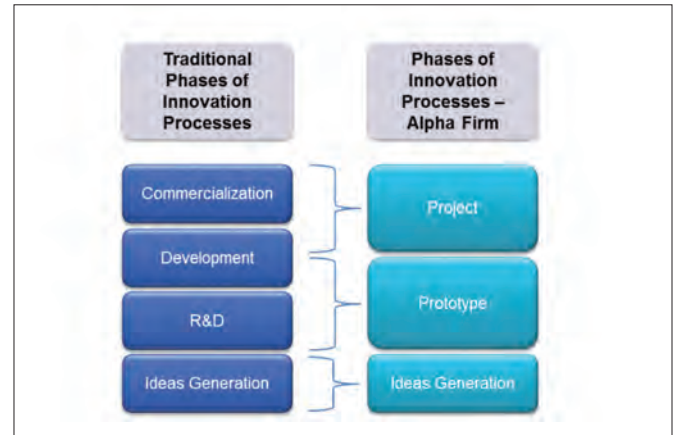 Traditional
Phases of
Innovation
Processes
Phases of
Innovation
Processes –
Alpha Firm
Commercialization
Development
R&D
Ideas Generation
Project
Prototype
Ideas Generation